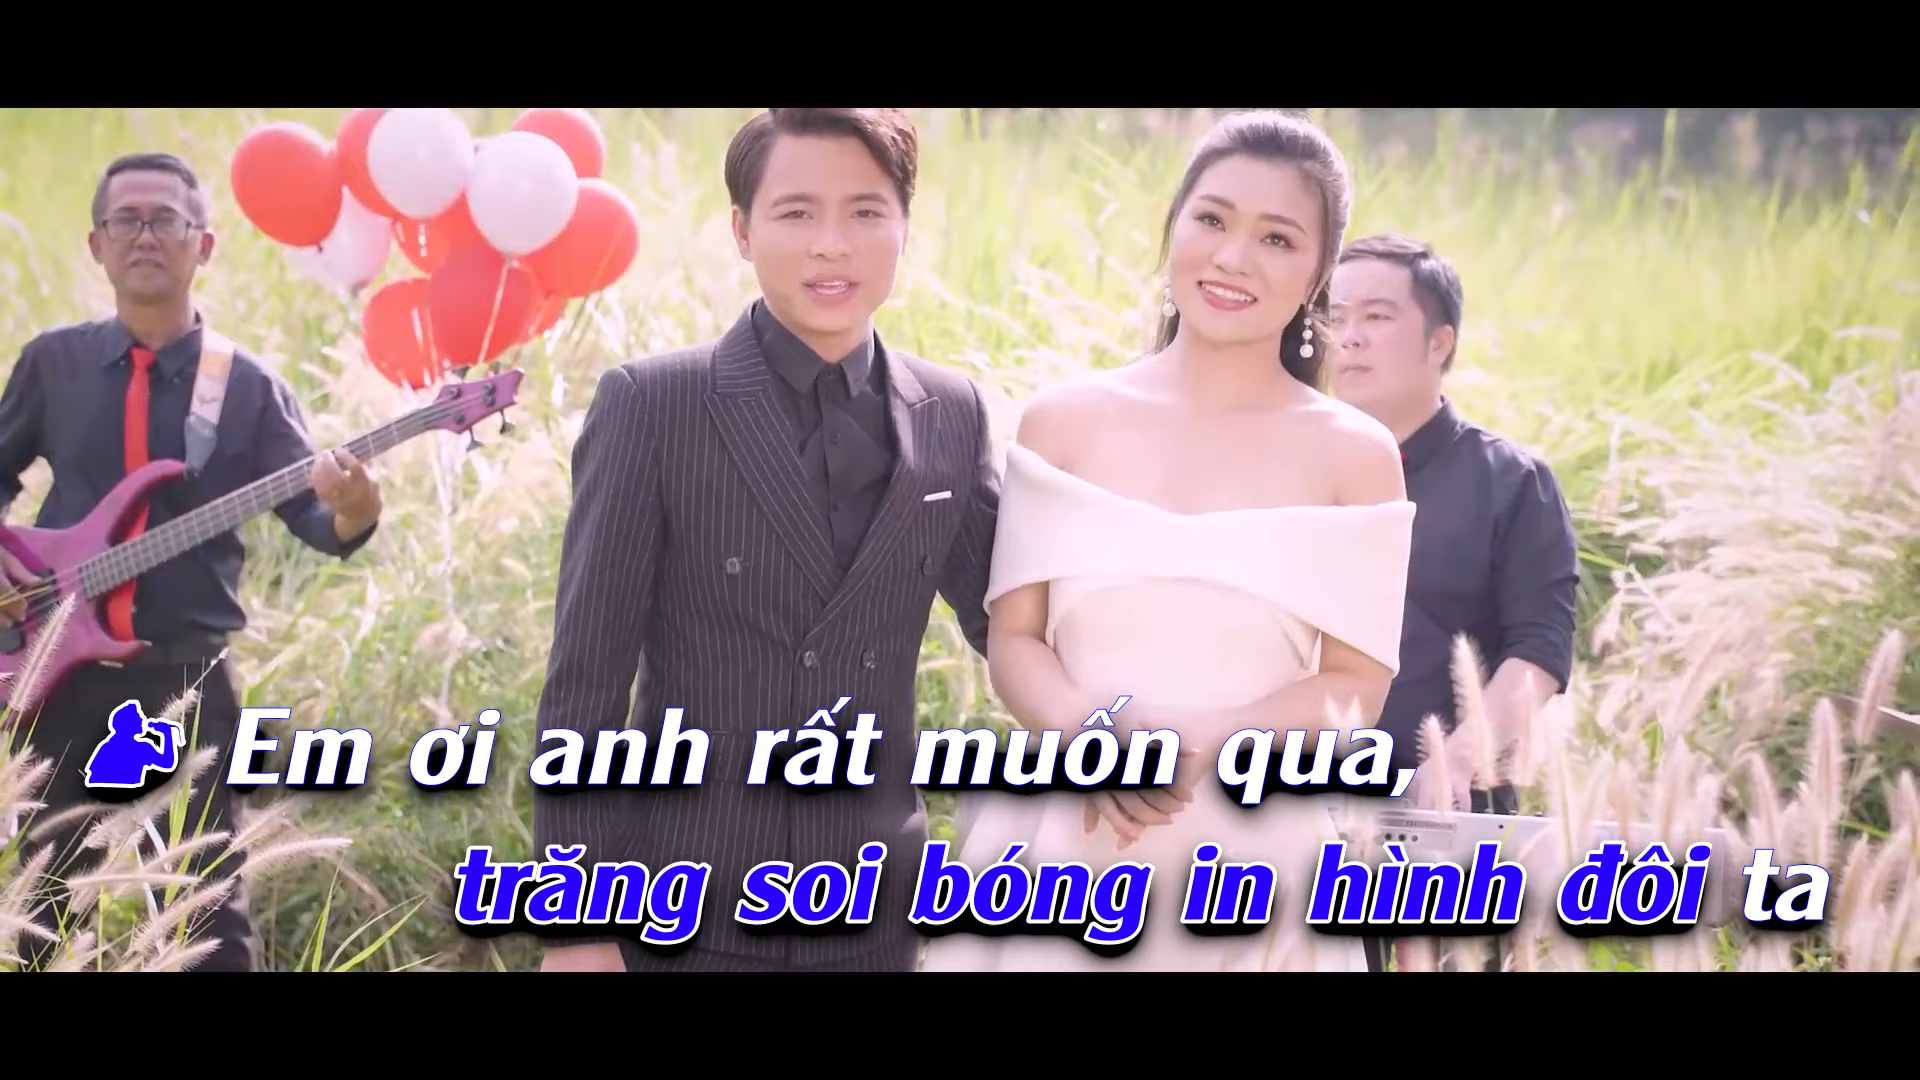 Em ơi anh rất muốn qua,
trăng soi bóng in hình đôi ta